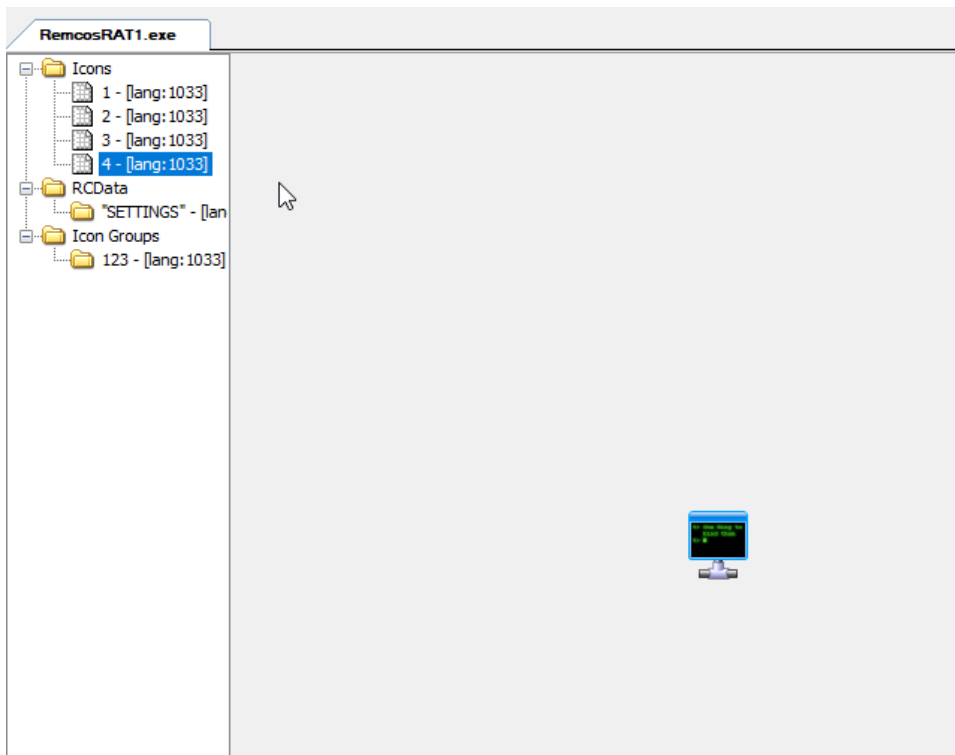 RemcosRAT1.exe
Icons
1 - [lang:1033]
2 - [lang:1033]
3 - [lang:1033]
4 - [lang:1033]
RCData
"SETTINGS" - [lan
Icon Groups
123 - [lang:1033]